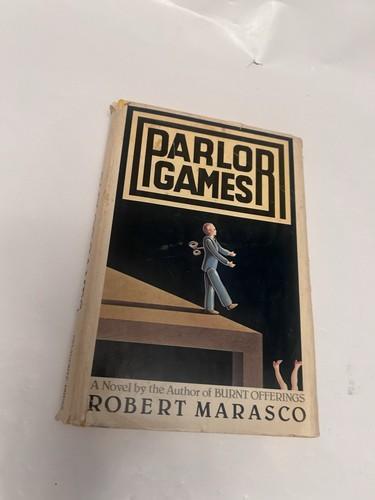 PARLOR
GAMES
A Novel by the Author of BURNT OFFERINGS
ROBERT MARASCO